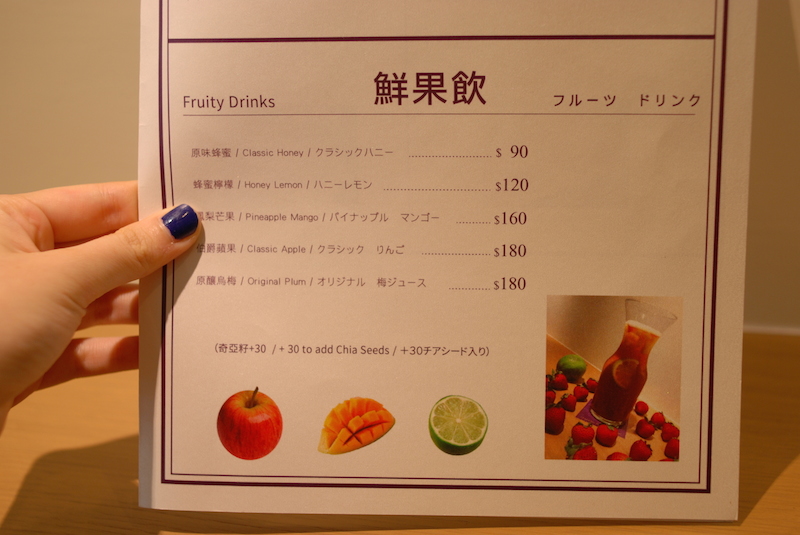 鮮果飲
Fruity Drinks フルーツ ドリンク
原味蜂蜜 / Classic Honey / クラシックハニー $ 90
蜂蜜檸檬 / Honey Lemon / ハニーレモン $120
鳳梨芒果 / Pineapple Mango / パイナップル マンゴー $160
伯爵蘋果 / Classic Apple / クラシック りんご $180
原釀烏梅 / Original Plum / オリジナル 梅ジュース $180
(奇亞籽+30 / + 30 to add Chia Seeds / +30チアシード入り)